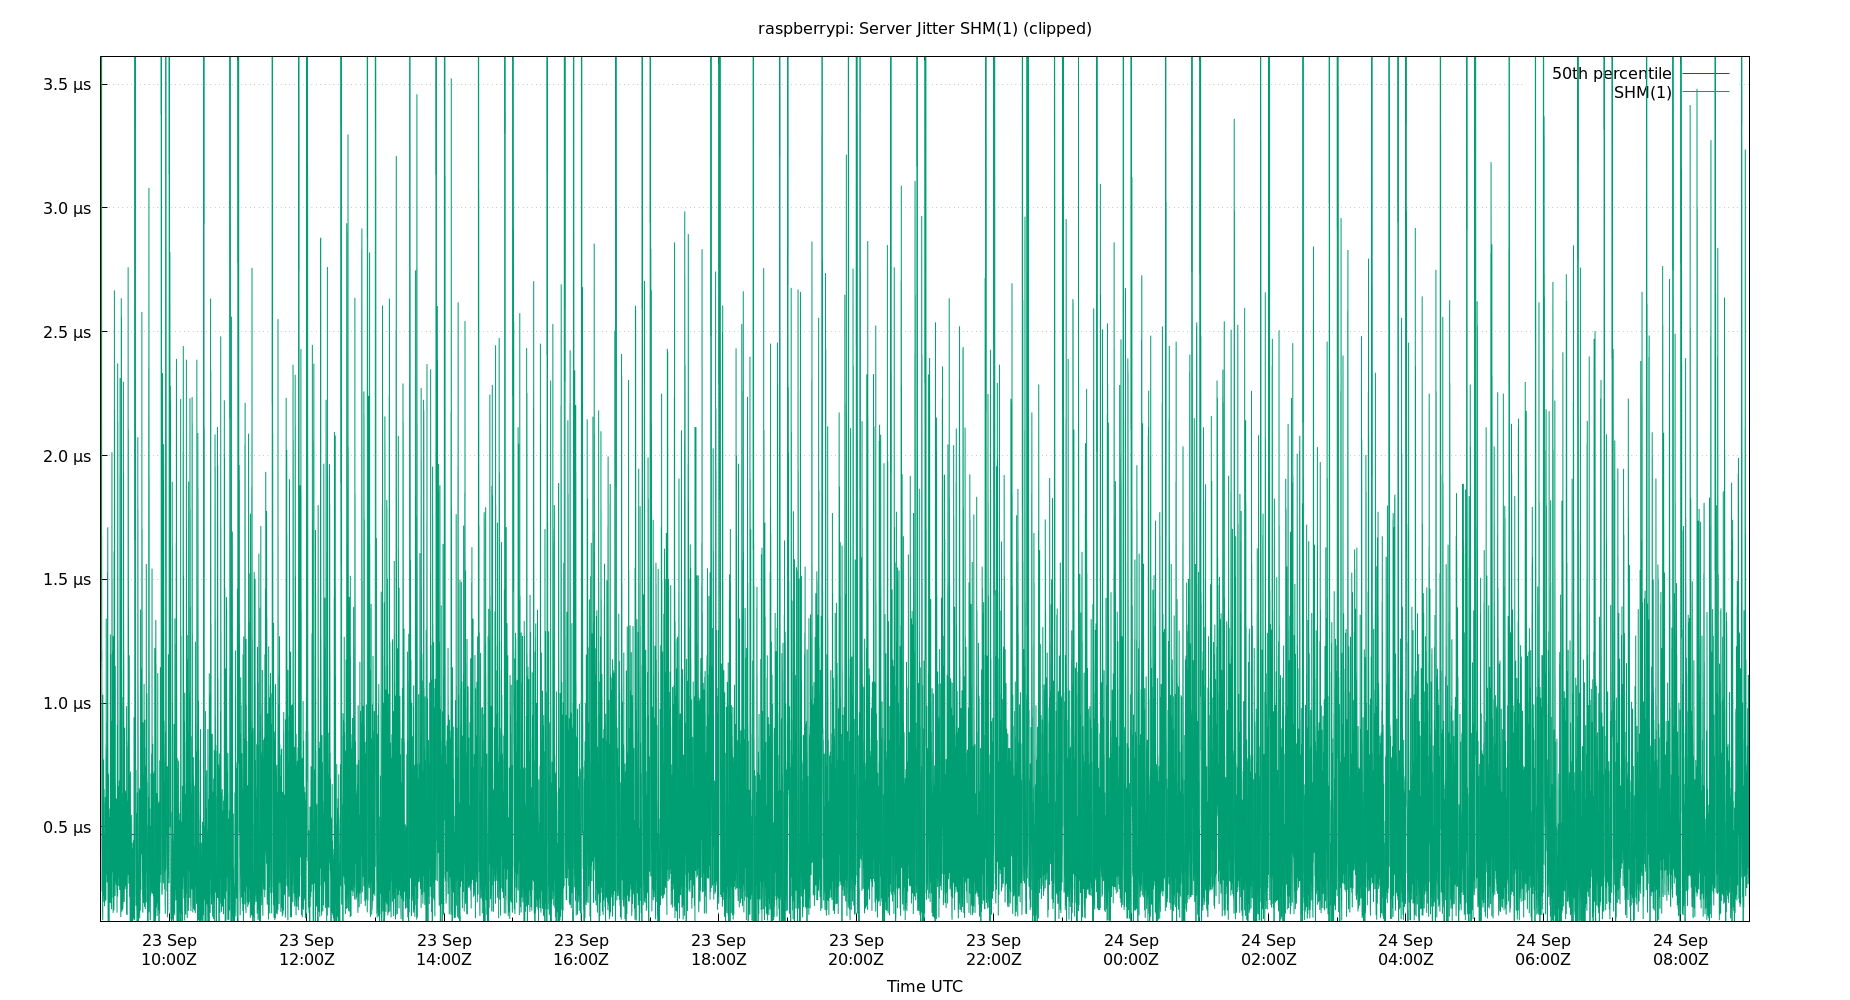 raspberrypi: Server Jitter SHM(1) (clipped)
50th percentile
SHM(1)
3.5 μs
3.0 μs
2.5 μs
2.0 μs
1.5 μs
1.0 μs
0.5 μs
23 Sep 23 Sep 23 Sep 23 Sep 23 Sep 23 Sep 23 Sep 24 Sep 24 Sep 24 Sep 24 Sep 24 Sep
10:00Z 12:00Z 14:00Z 16:00Z 18:00Z 20:00Z 22:00Z 00:00Z 02:00Z 04:00Z 06:00Z 08:00Z
Time UTC